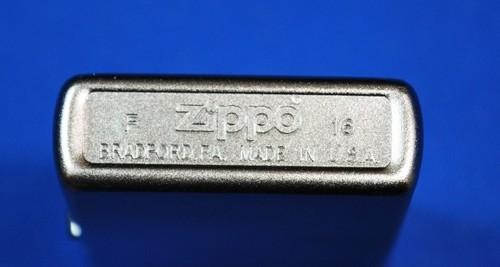 F Zippo 16
BRADFORD, PA. MADE IN U.S.A.